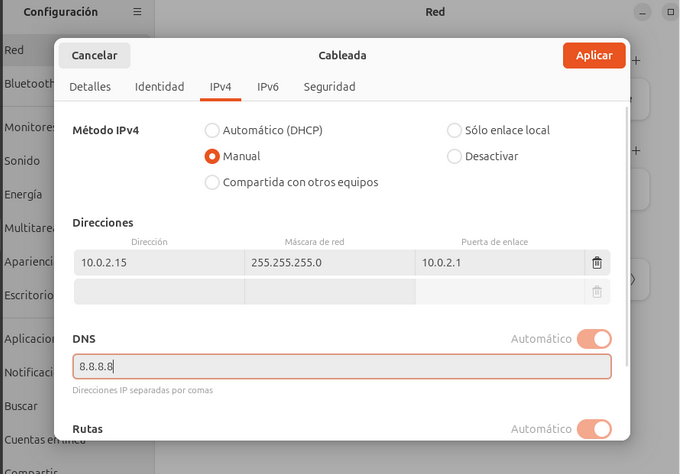 Configuración
Red
Red
Bluetooth
Monitores
Sonido
Energía
Multitarea
Escritorio
Buscar
Cuentas en línea
Compartir
Cancelar
Cableada
Aplicar
Detalles Identidad IPv4 IPv6 Seguridad
Método IPv4
Automático (DHCP)
Sólo enlace local
Manual
Desactivar
Compartida con otros equipos
Direcciones
Dirección Máscara de red Puerta de enlace
10.0.2.15 255.255.255.0 10.0.2.1
DNS Automático
8.8.8.8
Direcciones IP separadas por comas
Rutas Automático